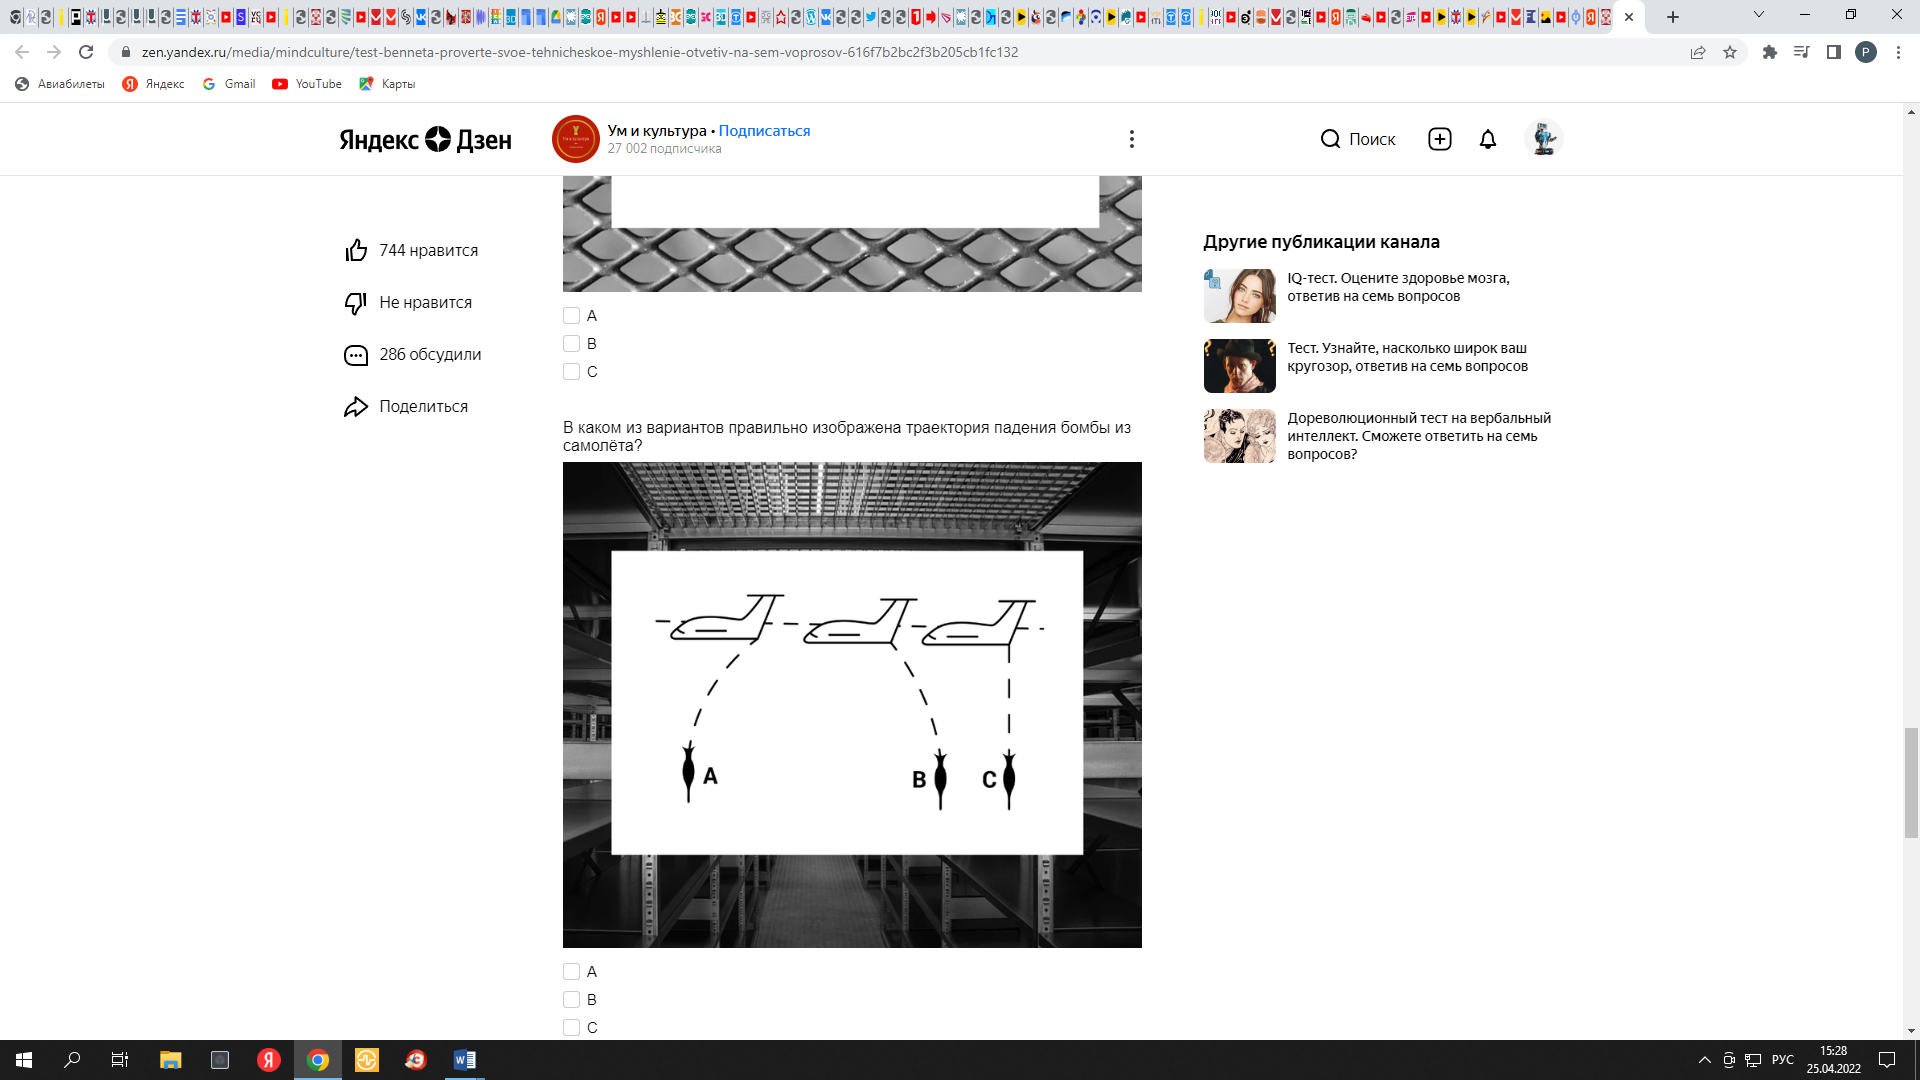 zen.yandex.ru/media/mindculture/test-benneta-proverte-svoe-tehnicheskoe-myshlenie-otvetiv-na-sem-voprosov-616f7b2bc2f3b205cb1fc132
P
Авиабилеты
Яндекс
Gmail
YouTube
Карты
Яндекс Дзен
Ум и культура • Подписаться
27 002 подписчика
Поиск
744 нравится
Не нравится
286 обсудили
Поделиться
A
B
C
В каком из вариантов правильно изображена траектория падения бомбы из
самолёта?
A
B
C
A
B
C
Другие публикации канала
IQ-тест. Оцените здоровье мозга,
ответив на семь вопросов
Тест. Узнайте, насколько широк ваш
кругозор, ответив на семь вопросов
Дореволюционный тест на вербальный
интеллект. Сможете ответить на семь
вопросов?
РУС
15:28
25.04.2022